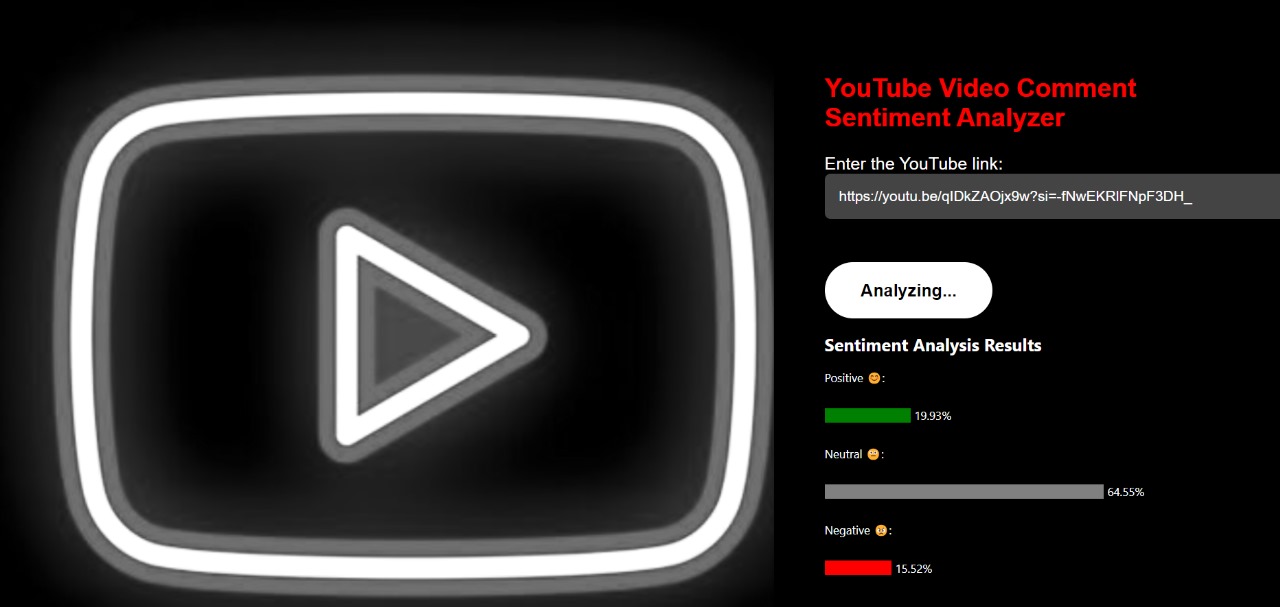 YouTube Video Comment
Sentiment Analyzer
Enter the YouTube link:
https://youtu.be/qIDkZAOjx9w?si=-fNwEKRlFNpF3DH_
Analyzing...
Sentiment Analysis Results
Positive 😊:
19.93%
Neutral 😐:
64.55%
Negative 😠:
15.52%